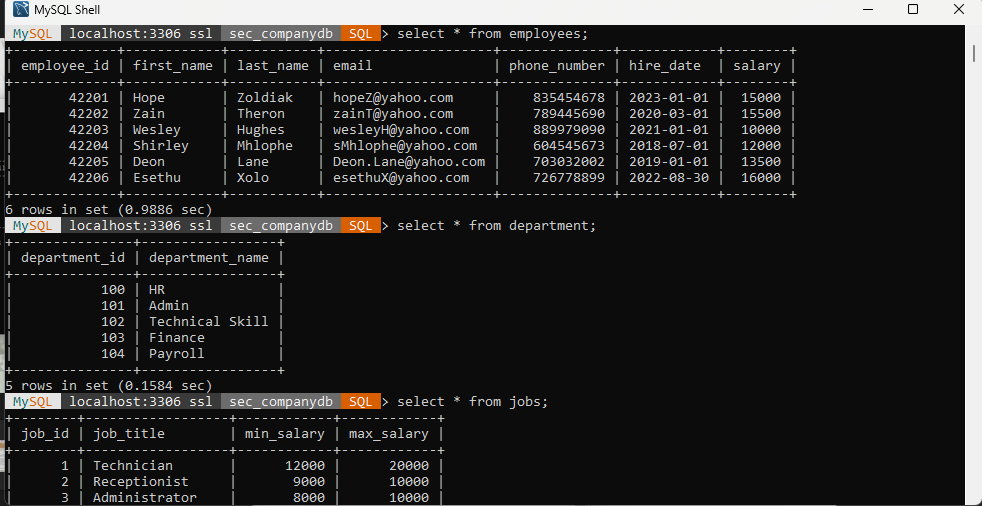 MySQL Shell
MySQL localhost:3306 ssl sec_companydb SQL > select * from employees;
+-------------+------------+-----------+---------------------+--------------+------------+--------+
| employee_id | first_name | last_name | email               | phone_number | hire_date  | salary |
+-------------+------------+-----------+---------------------+--------------+------------+--------+
|       42201 | Hope       | Zoldiak   | hopeZ@yahoo.com     |    835454678 | 2023-01-01 |  15000 |
|       42202 | Zain       | Theron    | zainT@yahoo.com     |    789445690 | 2020-03-01 |  15500 |
|       42203 | Wesley     | Hughes    | wesleyH@yahoo.com   |    889979090 | 2021-01-01 |  10000 |
|       42204 | Shirley    | Mhlophe   | sMhlophe@yahoo.com  |    604545673 | 2018-07-01 |  12000 |
|       42205 | Deon       | Lane      | Deon.Lane@yahoo.com |    703032002 | 2019-01-01 |  13500 |
|       42206 | Esethu     | Xolo      | esethuX@yahoo.com   |    726778899 | 2022-08-30 |  16000 |
+-------------+------------+-----------+---------------------+--------------+------------+--------+
6 rows in set (0.9886 sec)
MySQL localhost:3306 ssl sec_companydb SQL > select * from department;
+---------------+-----------------+
| department_id | department_name |
+---------------+-----------------+
|           100 | HR              |
|           101 | Admin           |
|           102 | Technical Skill |
|           103 | Finance         |
|           104 | Payroll         |
+---------------+-----------------+
5 rows in set (0.1584 sec)
MySQL localhost:3306 ssl sec_companydb SQL > select * from jobs;
+--------+-----------------+------------+------------+
| job_id | job_title       | min_salary | max_salary |
+--------+-----------------+------------+------------+
|      1 | Technician      |      12000 |      20000 |
|      2 | Receptionist    |       9000 |      10000 |
|      3 | Administrator   |       8000 |      10000 |